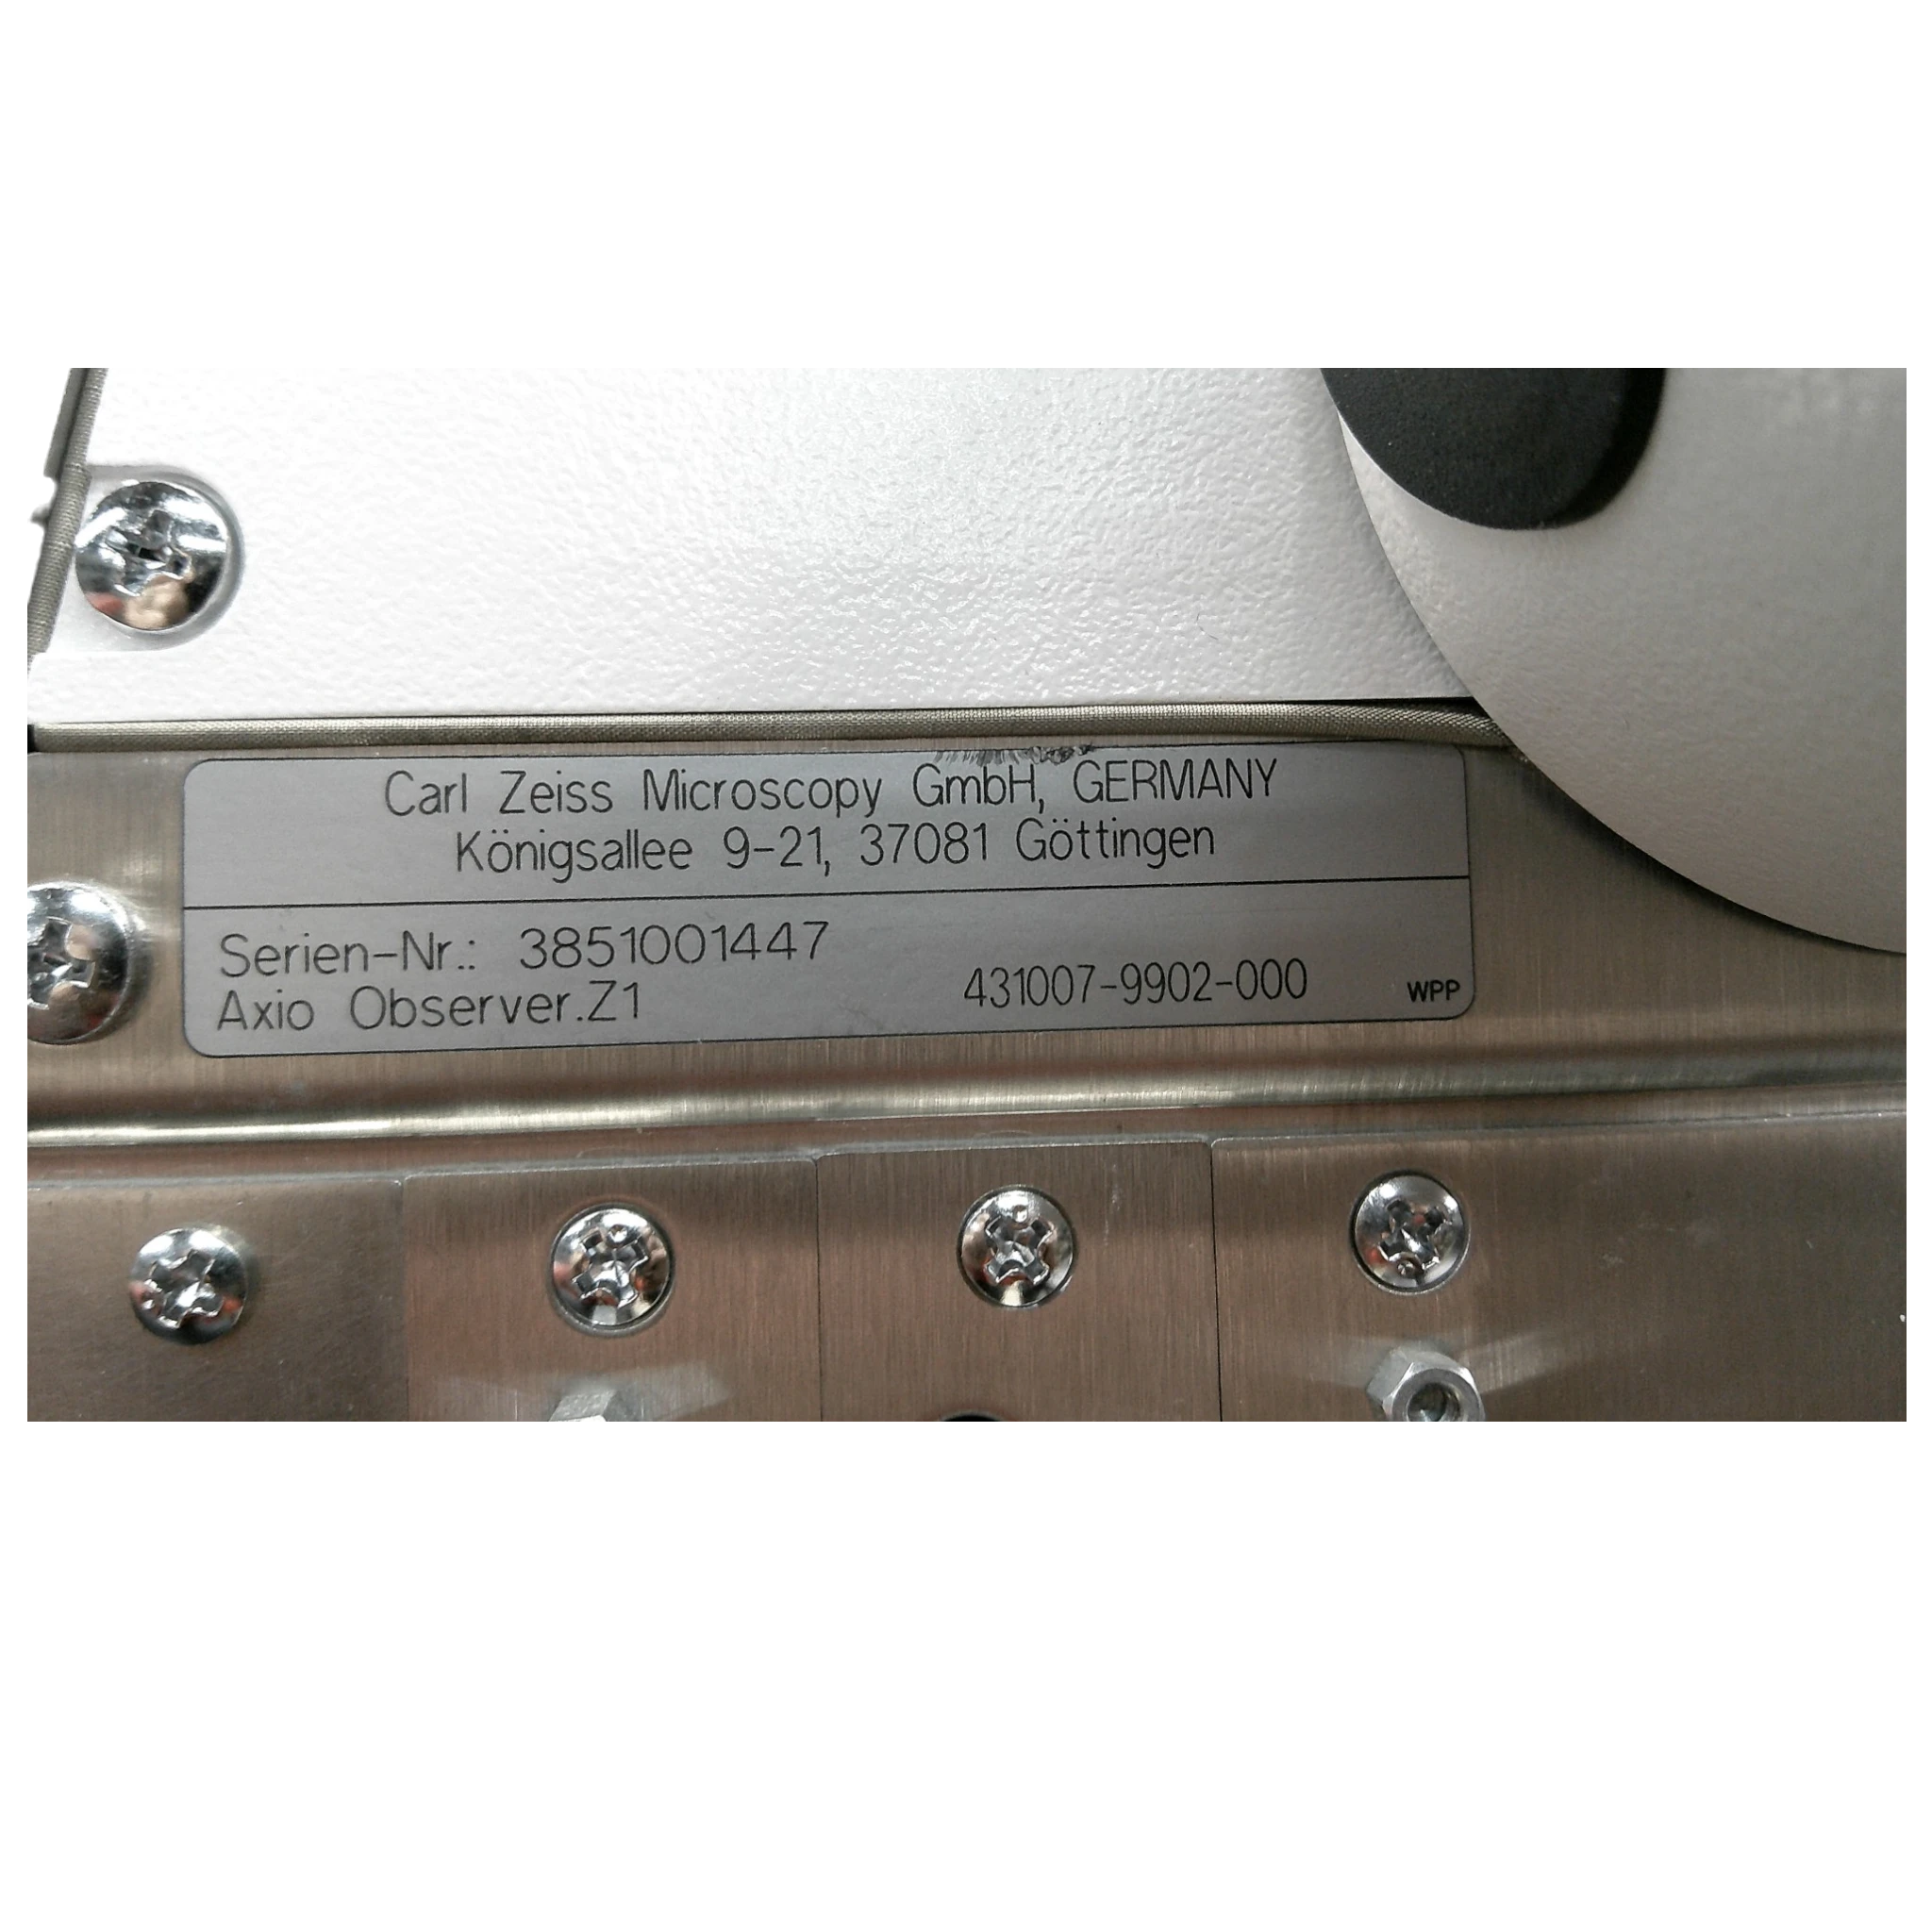 Carl Zeiss Microscopy GmbH, GERMANY
Königsallee 9-21, 37081 Göttingen
Serien-Nr.: 3851001447
Axio Observer.Z1 431007-9902-000 WPP